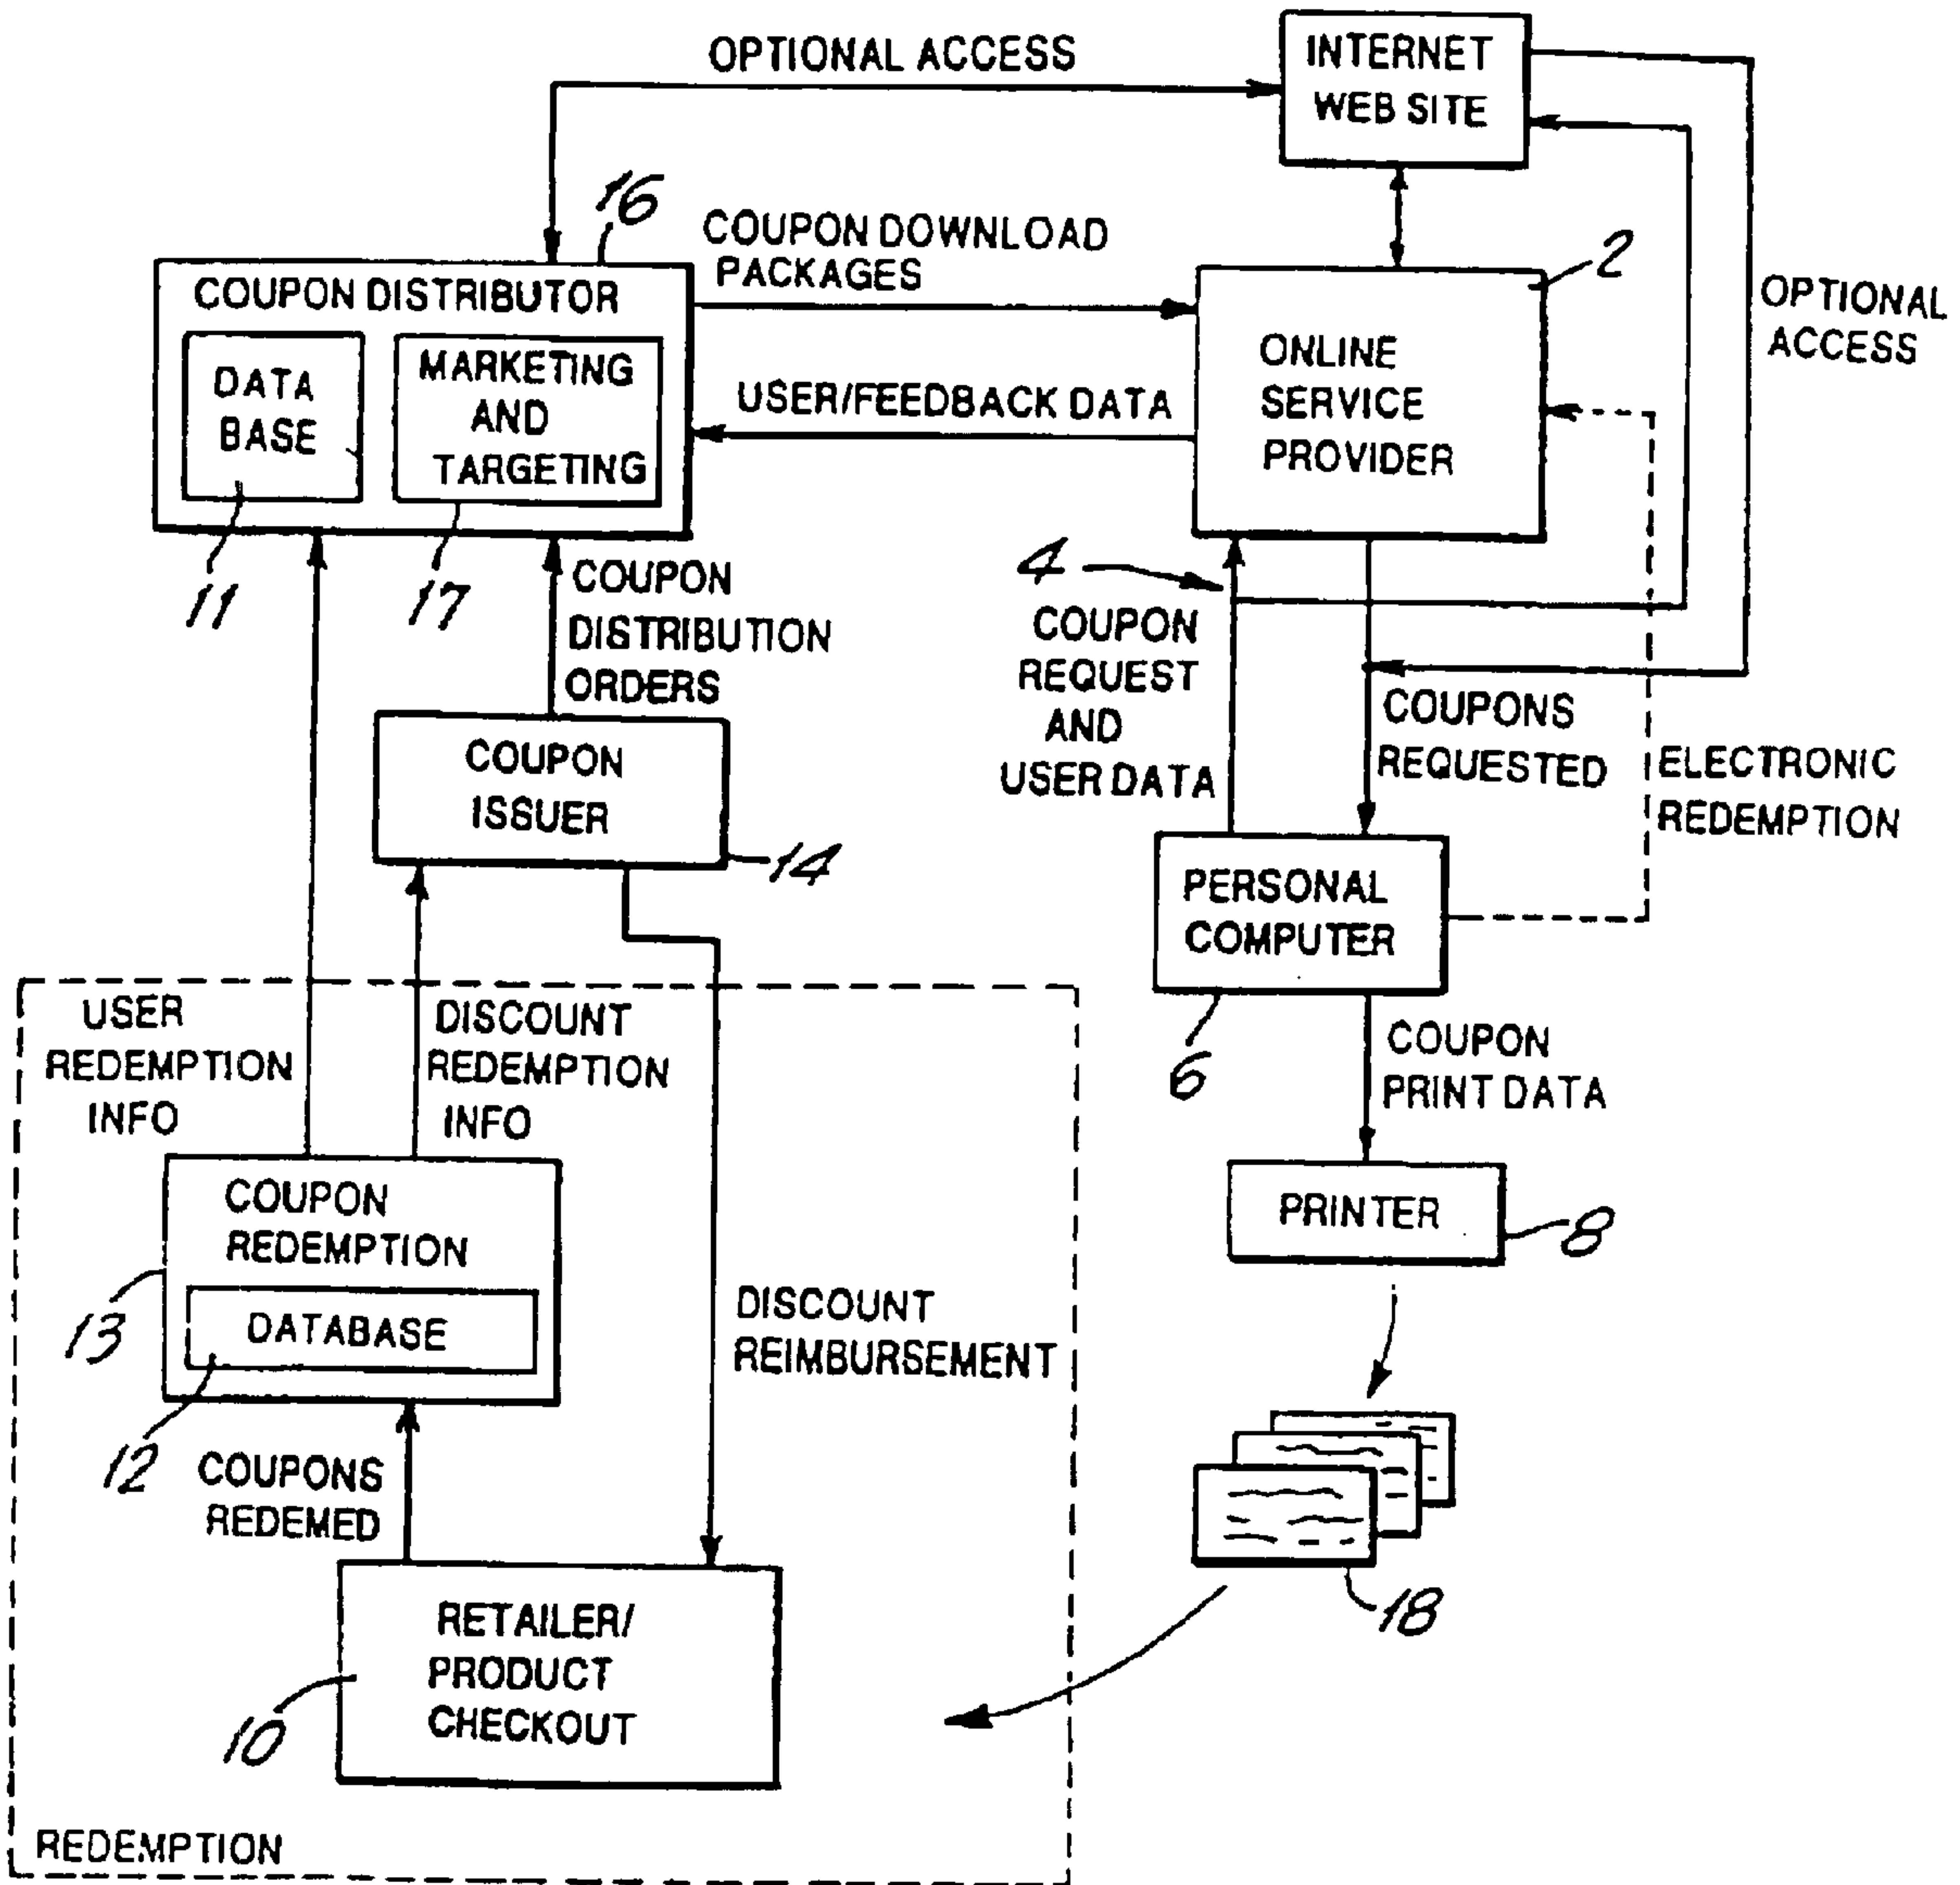 OPTIONAL ACCESS
INTERNET
WEB SITE
16
COUPON DOWNLOAD
PACKAGES
2
OPTIONAL
ACCESS
COUPON DISTRIBUTOR
DATA
BASE
MARKETING
AND
TARGETING
USER/FEEDBACK DATA
ONLINE
SERVICE
PROVIDER
11
17
COUPON
DISTRIBUTION
ORDERS
4
COUPON
REQUEST
AND
USER DATA
COUPONS
REQUESTED
ELECTRONIC
REDEMPTION
COUPON
ISSUER
14
PERSONAL
COMPUTER
6
USER
REDEMPTION
INFO
DISCOUNT
REDEMPTION
INFO
COUPON
PRINT DATA
COUPON
REDEMPTION
DATABASE
13
12
PRINTER
8
DISCOUNT
REIMBURSEMENT
COUPONS
REDEMED
18
RETAILER/
PRODUCT
CHECKOUT
10
REDEMPTION